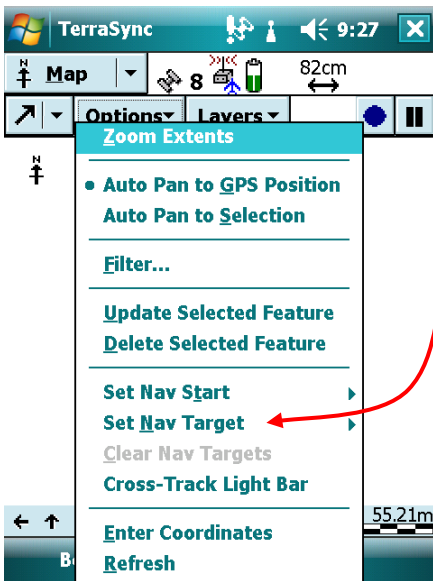 TerraSync 9:27
N Map 8 82cm
Options Layers
Zoom Extents
N
Auto Pan to GPS Position
Auto Pan to Selection
Filter...
Update Selected Feature
Delete Selected Feature
Set Nav Start
Set Nav Target
Clear Nav Targets
Cross-Track Light Bar
55.21m
Enter Coordinates
Refresh